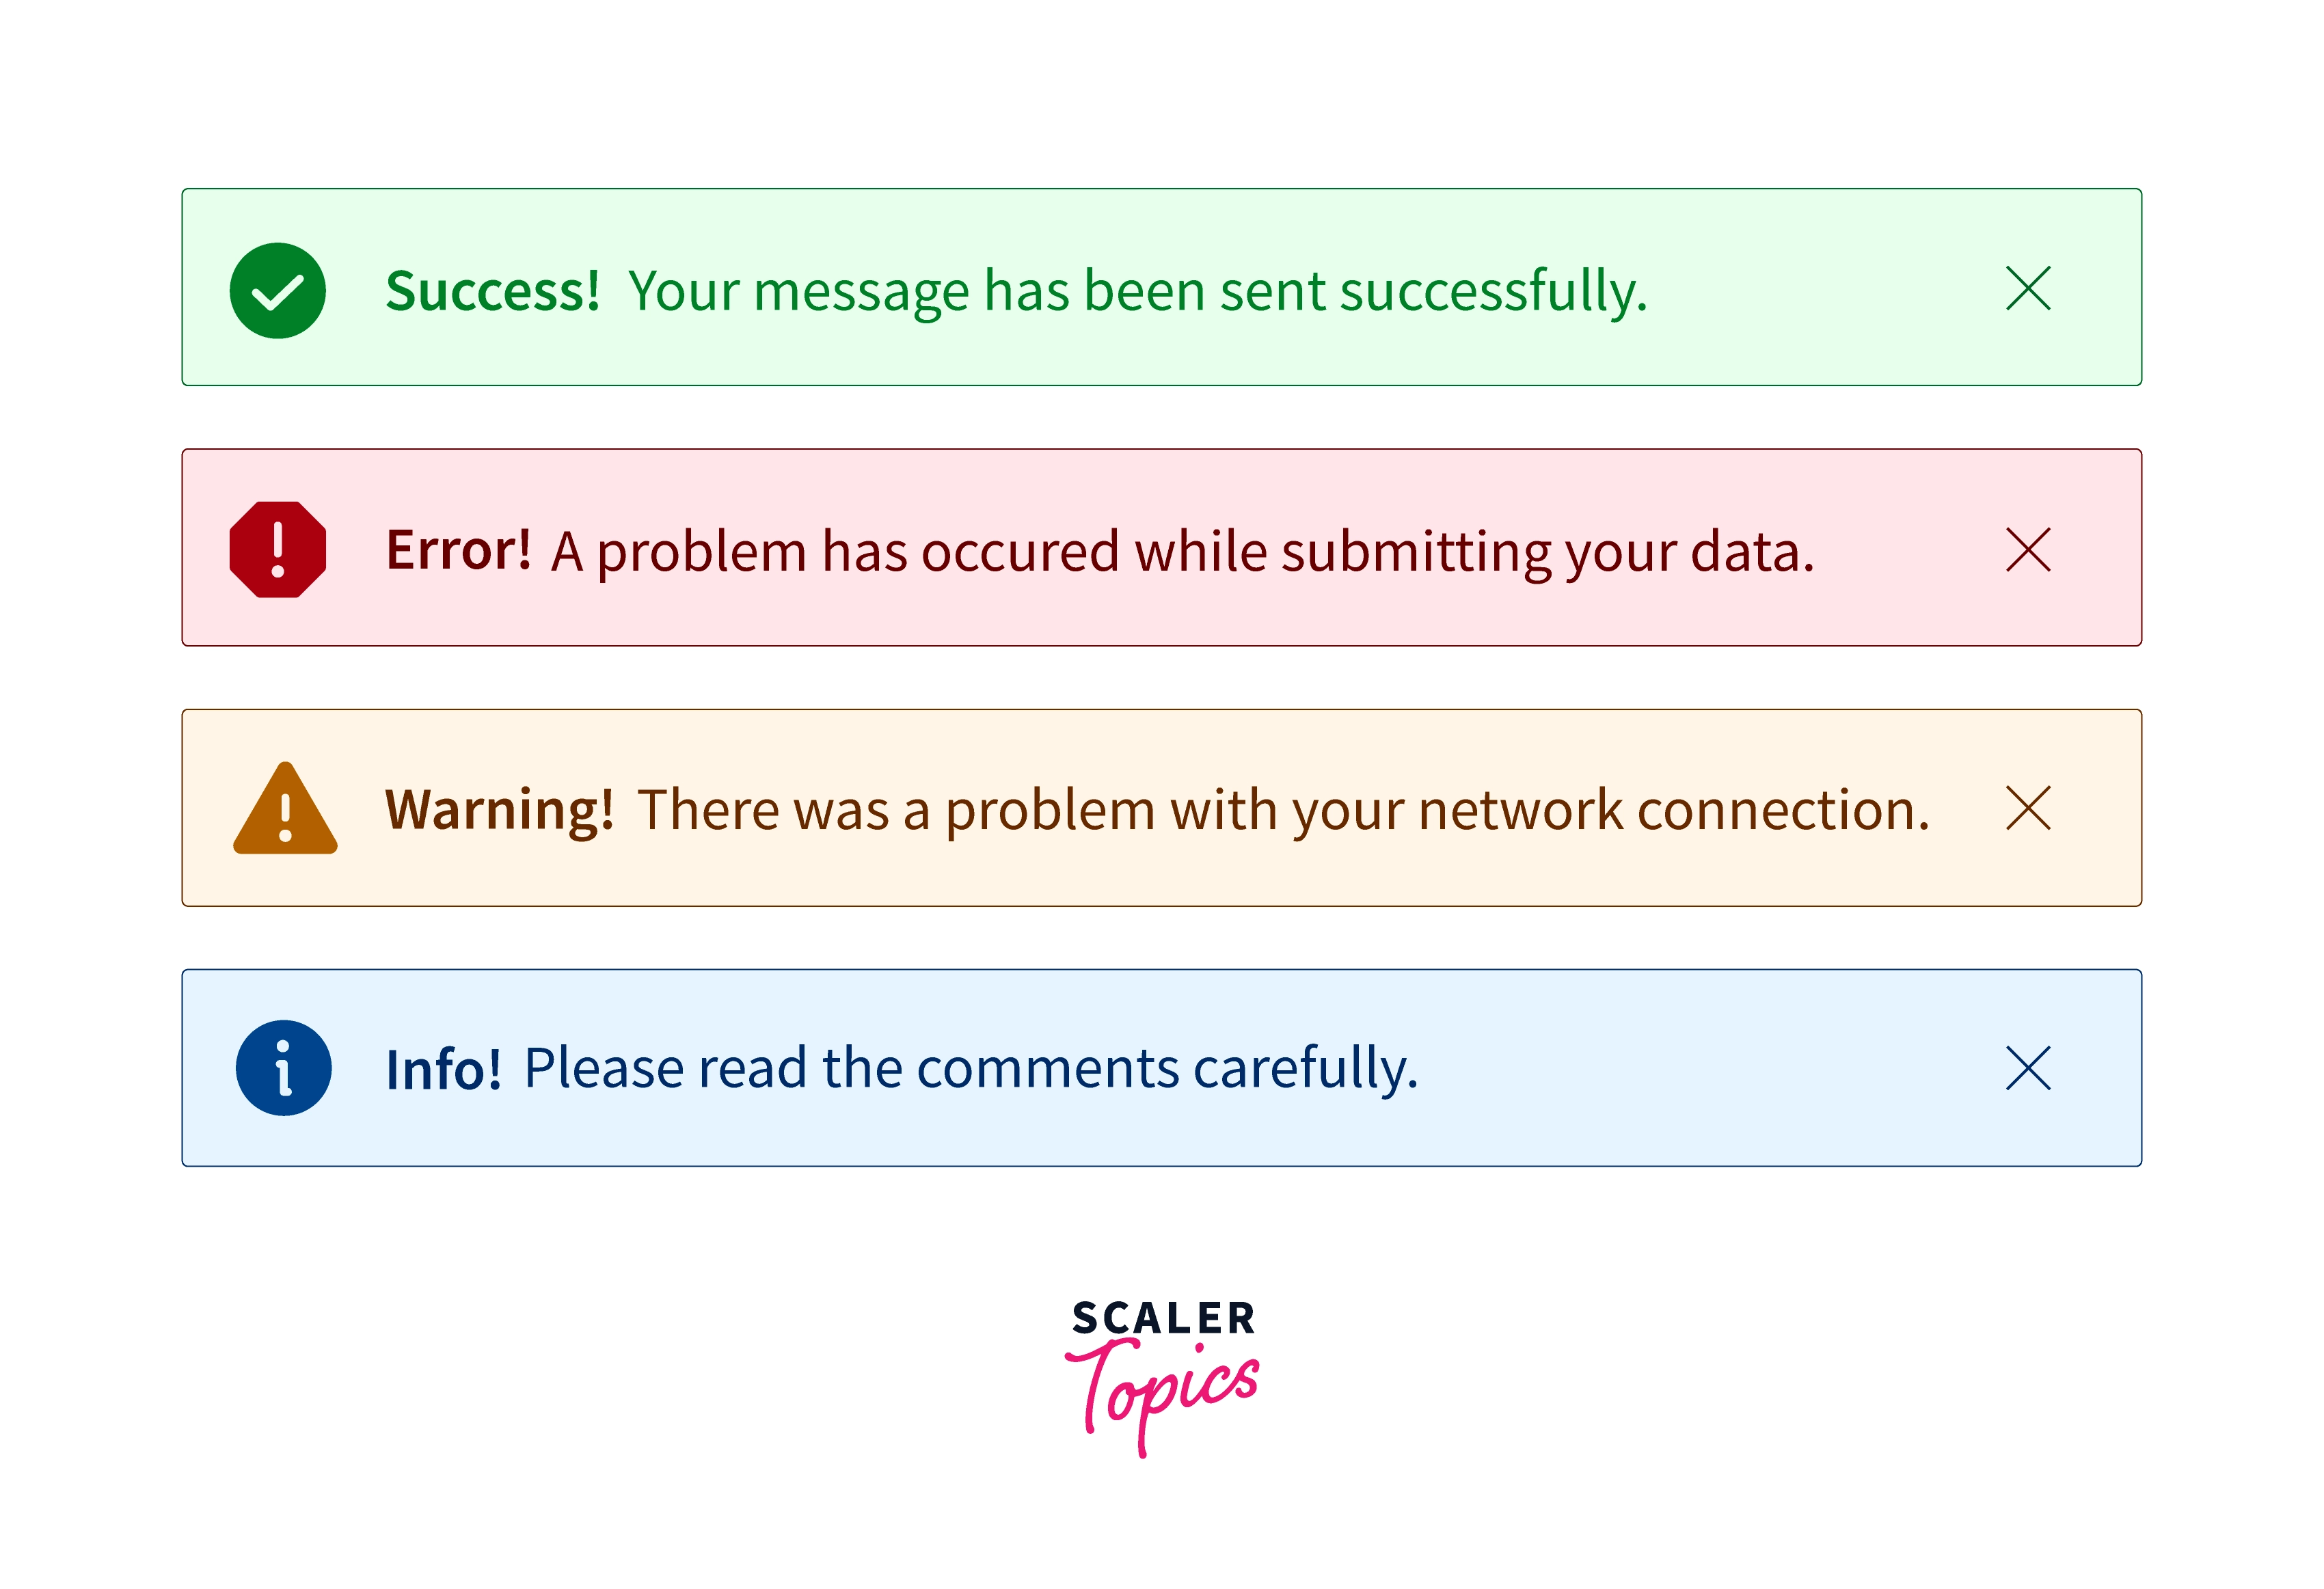 Success! Your message has been sent successfully.
Error! A problem has occured while submitting your data.
Warning! There was a problem with your network connection.
Info! Please read the comments carefully.
SCALER
Topics